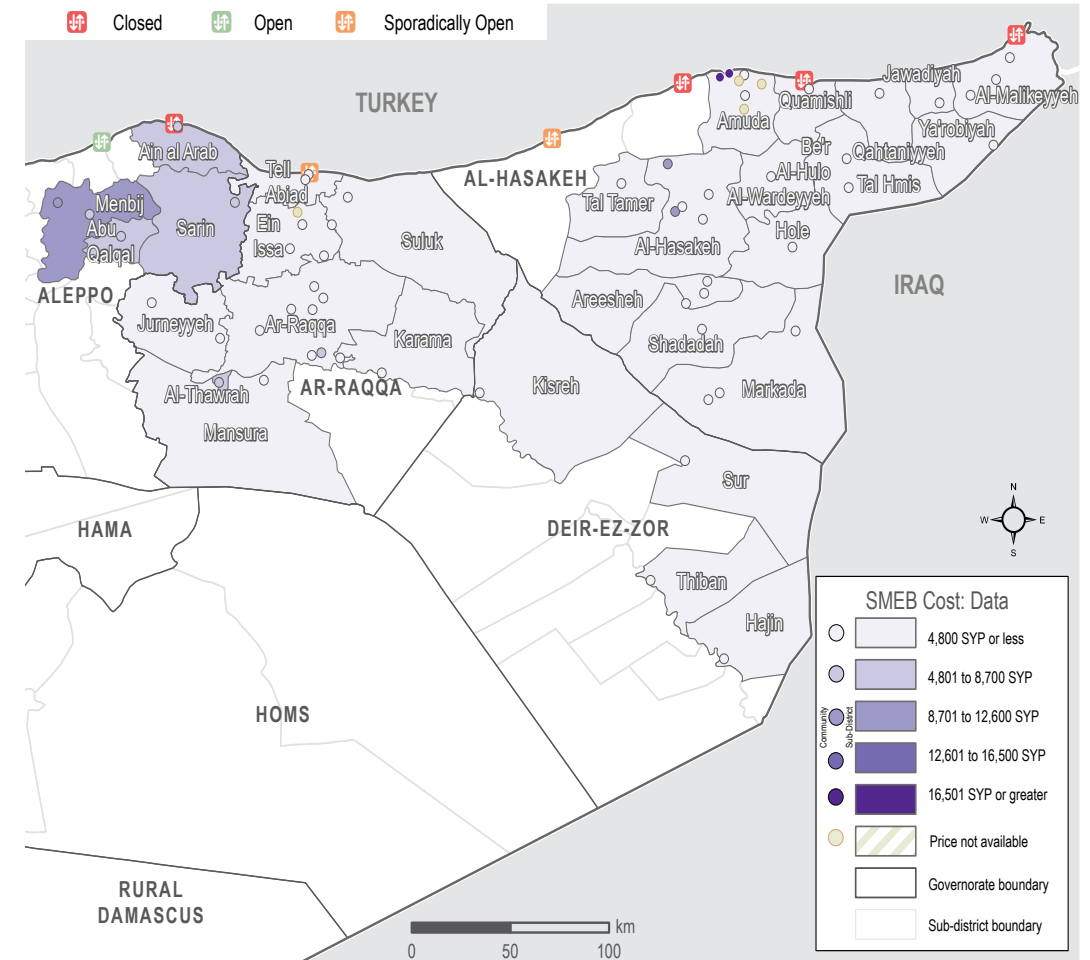 Closed
Open
Sporadically Open
TURKEY
Jawadiyah
Al-Malikeyyeh
Quamishli
Amuda
Ya'robiyah
Ain al Arab
Be'r
Al-Hulo
Al-Wardeyyeh
Qahtaniyyeh
Tal Hmis
Tell
Abiad
AL-HASAKEH
Tal Tamer
Menbij
Abu
Qalqal
Sarin
Ein
Issa
Suluk
Al-Hasakeh
Hole
IRAQ
ALEPPO
Areesheh
Jurneyyeh
Ar-Raqqa
Karama
Shadadah
Al-Thawrah
AR-RAQQA
Kisreh
Markada
Mansura
Sur
HAMA
DEIR-EZ-ZOR
N
W
E
S
Thiban
Hajin
HOMS
SMEB Cost: Data
Community
Sub-District
4,800 SYP or less
4,801 to 8,700 SYP
8,701 to 12,600 SYP
12,601 to 16,500 SYP
16,501 SYP or greater
Price not available
Governorate boundary
Sub-district boundary
RURAL
DAMASCUS
km
0
50
100